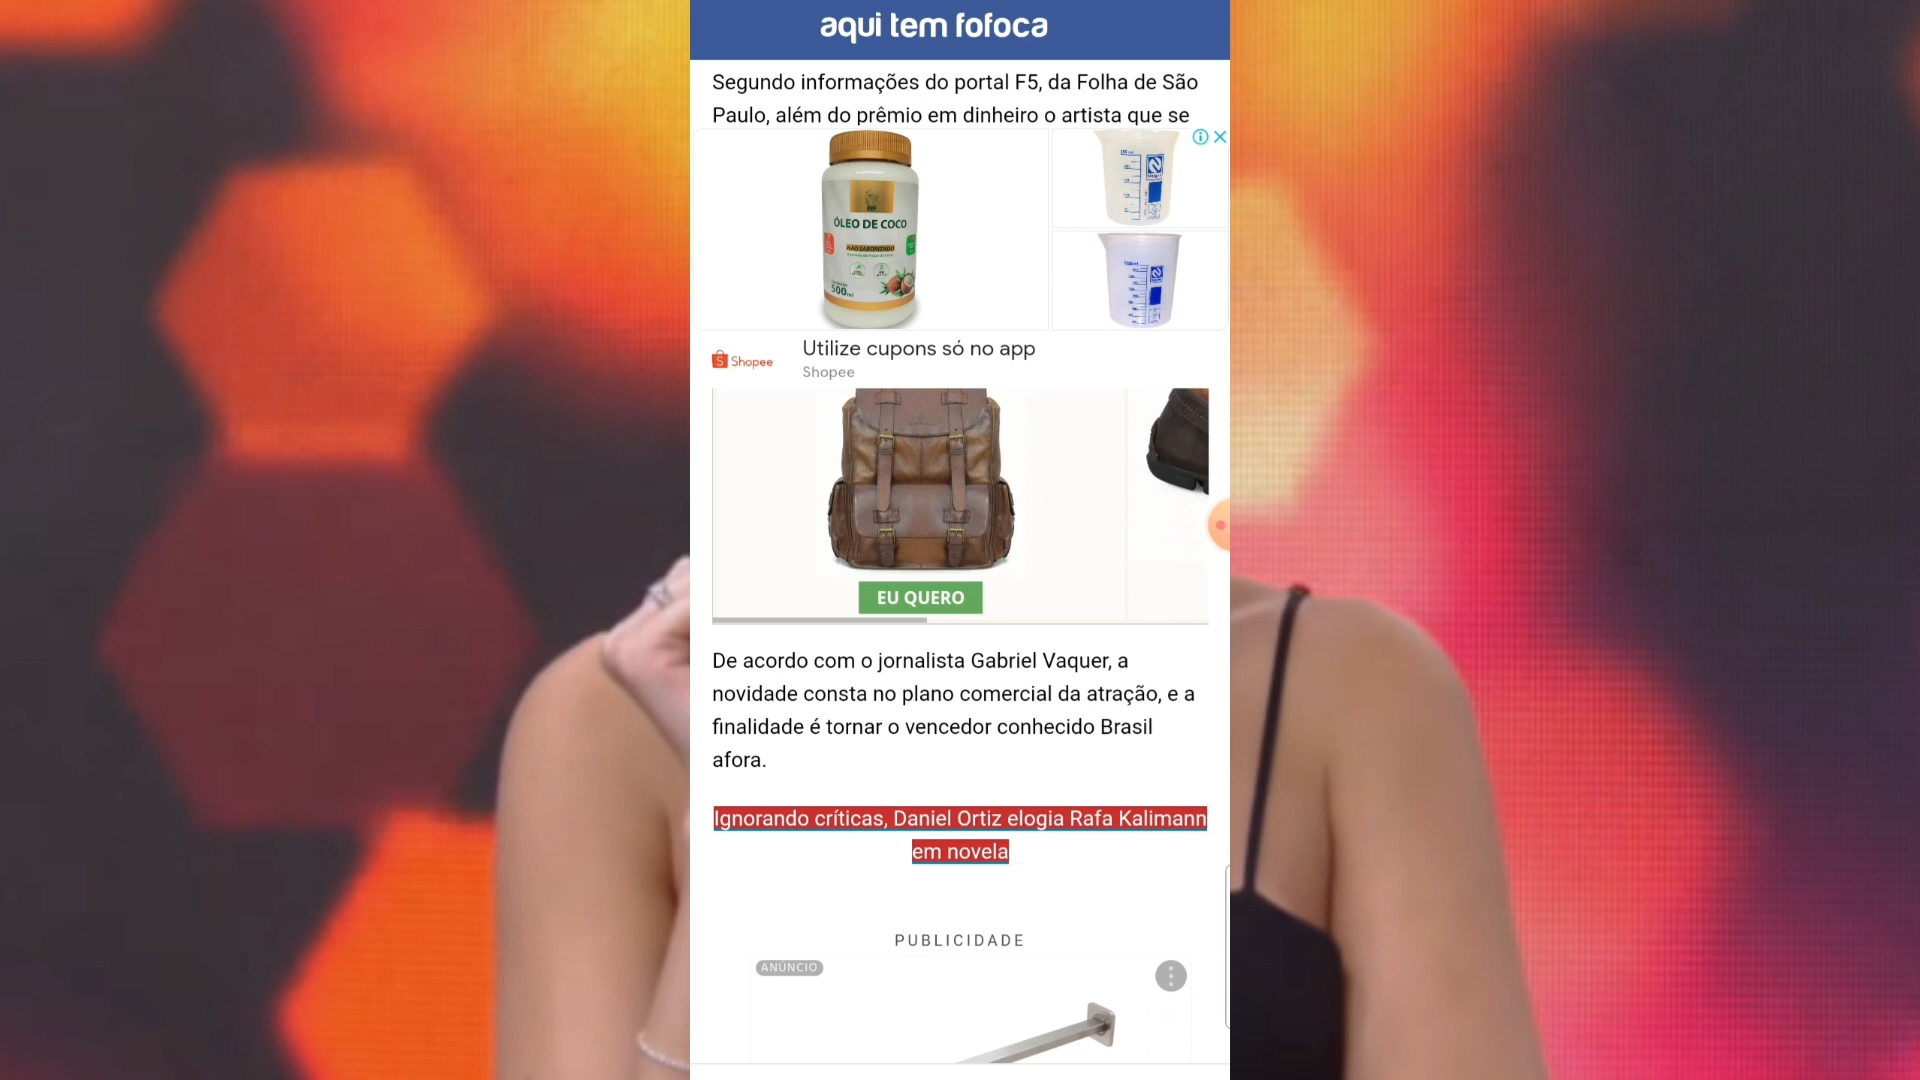 aqui tem fofoca
Segundo informações do portal F5, da Folha de São
Paulo, além do prêmio em dinheiro o artista que se
ÓLEO DE COCO
NÃO SABORIZADO
500ml
Shopee
Utilize cupons só no app
Shopee
EU QUERO
De acordo com o jornalista Gabriel Vaquer, a
novidade consta no plano comercial da atração, e a
finalidade é tornar o vencedor conhecido Brasil
afora.
Ignorando críticas, Daniel Ortiz elogia Rafa Kalimann
em novela
PUBLICIDADE
ANÚNCIO